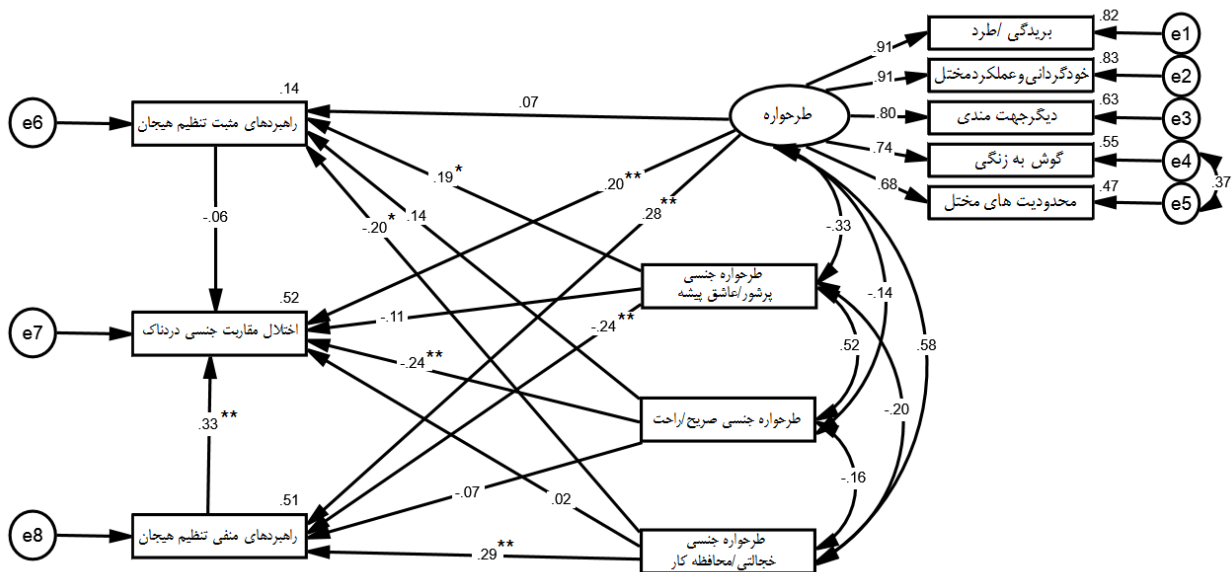 .82
بریدگی /طرد
e1
.91
.83
خودگردانی‌وعملکردمختل
e2
.91
.14
.63
دیگرجهت مندی
e3
.80
طرحواره
.07
e6
راهبردهای مثبت تنظیم هیجان
.55
گوش به زنگی
e4
.74
.37
.19*
.20**
.47
محدودیت های مختل
e5
.68
.14
.28**
-.20*
-.06
-.33
طرحواره جنسی
پرشور/عاشق پیشه
-.14
.52
e7
اختلال مقاربت جنسی دردناک
-.11
-.24**
.52
.58
-.24**
-.20
طرحواره جنسی صریح/راحت
.33**
-.16
-.07
.02
.51
e8
راهبردهای منفی تنظیم هیجان
طرحواره جنسی
خجالتی/محافظه کار
.29**